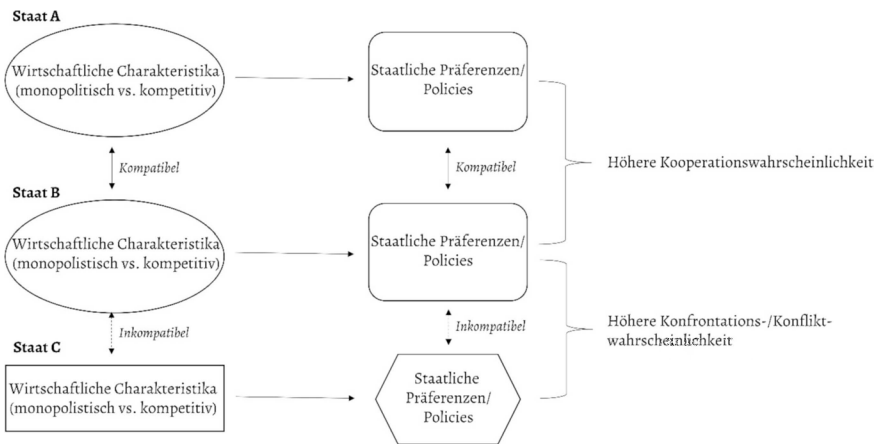 Staat A
Wirtschaftliche Charakteristika
(monopolitisch vs. kompetitiv)
Staatliche Präferenzen/
Policies
Kompatibel
Kompatibel
Höhere Kooperationswahrscheinlichkeit
Staat B
Wirtschaftliche Charakteristika
(monopolistisch vs. kompetitiv)
Staatliche Präferenzen/
Policies
Inkompatibel
Inkompatibel
Höhere Konfrontations-/Konflikt-
wahrscheinlichkeit
Staat C
Wirtschaftliche Charakteristika
(monopolistisch vs. kompetitiv)
Staatliche
Präferenzen/
Policies